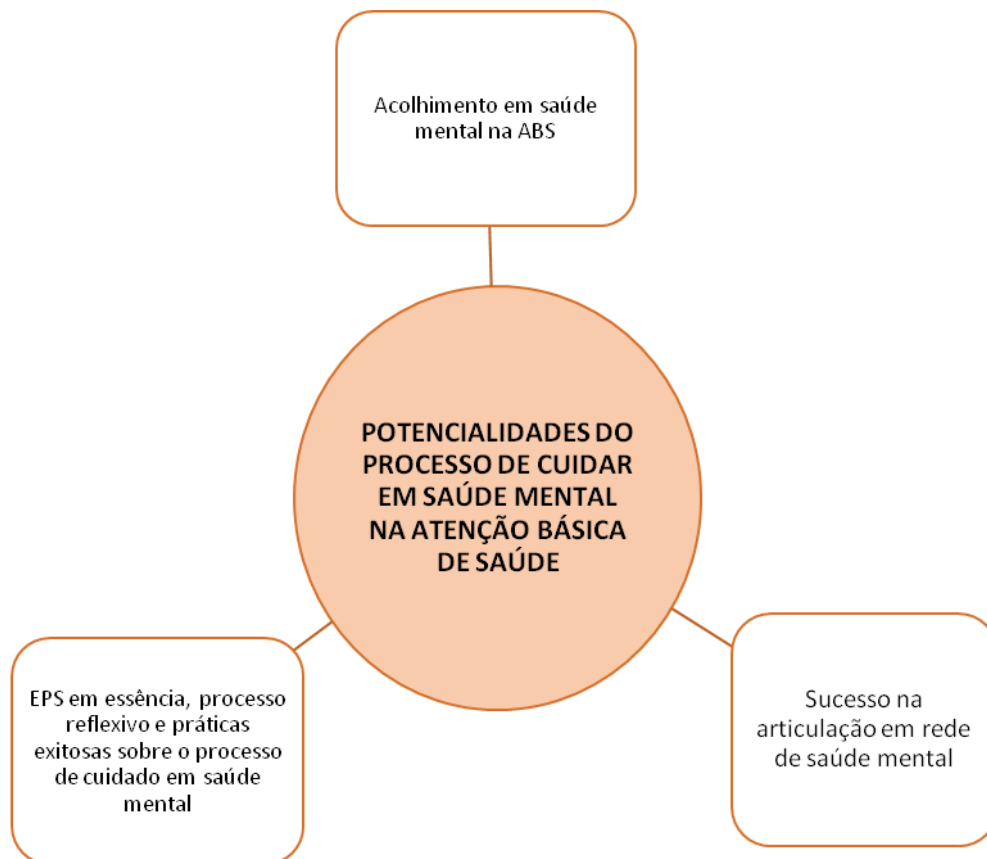 Acolhimento em saúde
mental na ABS
POTENCIALIDADES DO
PROCESSO DE CUIDAR
EM SAÚDE MENTAL
NA ATENÇÃO BÁSICA
DE SAÚDE
EPS em essência, processo
reflexivo e práticas
exitosas sobre o processo
de cuidado em saúde
mental
Sucesso na
articulação em rede
de saúde mental